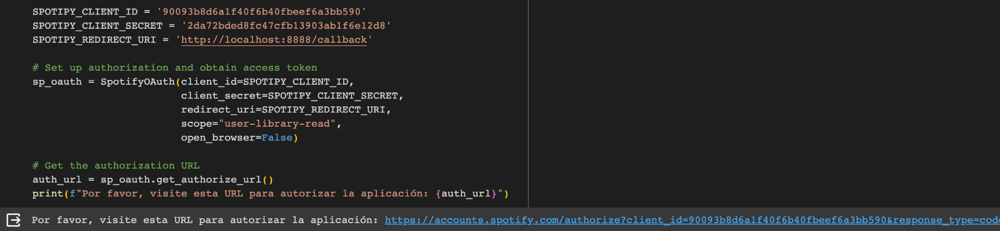 SPOTIPY_CLIENT_ID = '90093b8d6a1f40f6b40fbeef6a3bb590'
SPOTIPY_CLIENT_SECRET = '2da72bded8fc47cfb13903ab1f6e12d8'
SPOTIPY_REDIRECT_URI = 'http://localhost:8888/callback'
# Set up authorization and obtain access token
sp_oauth = SpotifyOAuth(client_id=SPOTIPY_CLIENT_ID,
client_secret=SPOTIPY_CLIENT_SECRET,
redirect_uri=SPOTIPY_REDIRECT_URI,
scope="user-library-read",
open_browser=False)
# Get the authorization URL
auth_url = sp_oauth.get_authorize_url()
print(f"Por favor, visite esta URL para autorizar la aplicación: {auth_url}")
Por favor, visite esta URL para autorizar la aplicación: https://accounts.spotify.com/authorize?client_id=90093b8d6a1f40f6b40fbeef6a3bb590&response_type=code